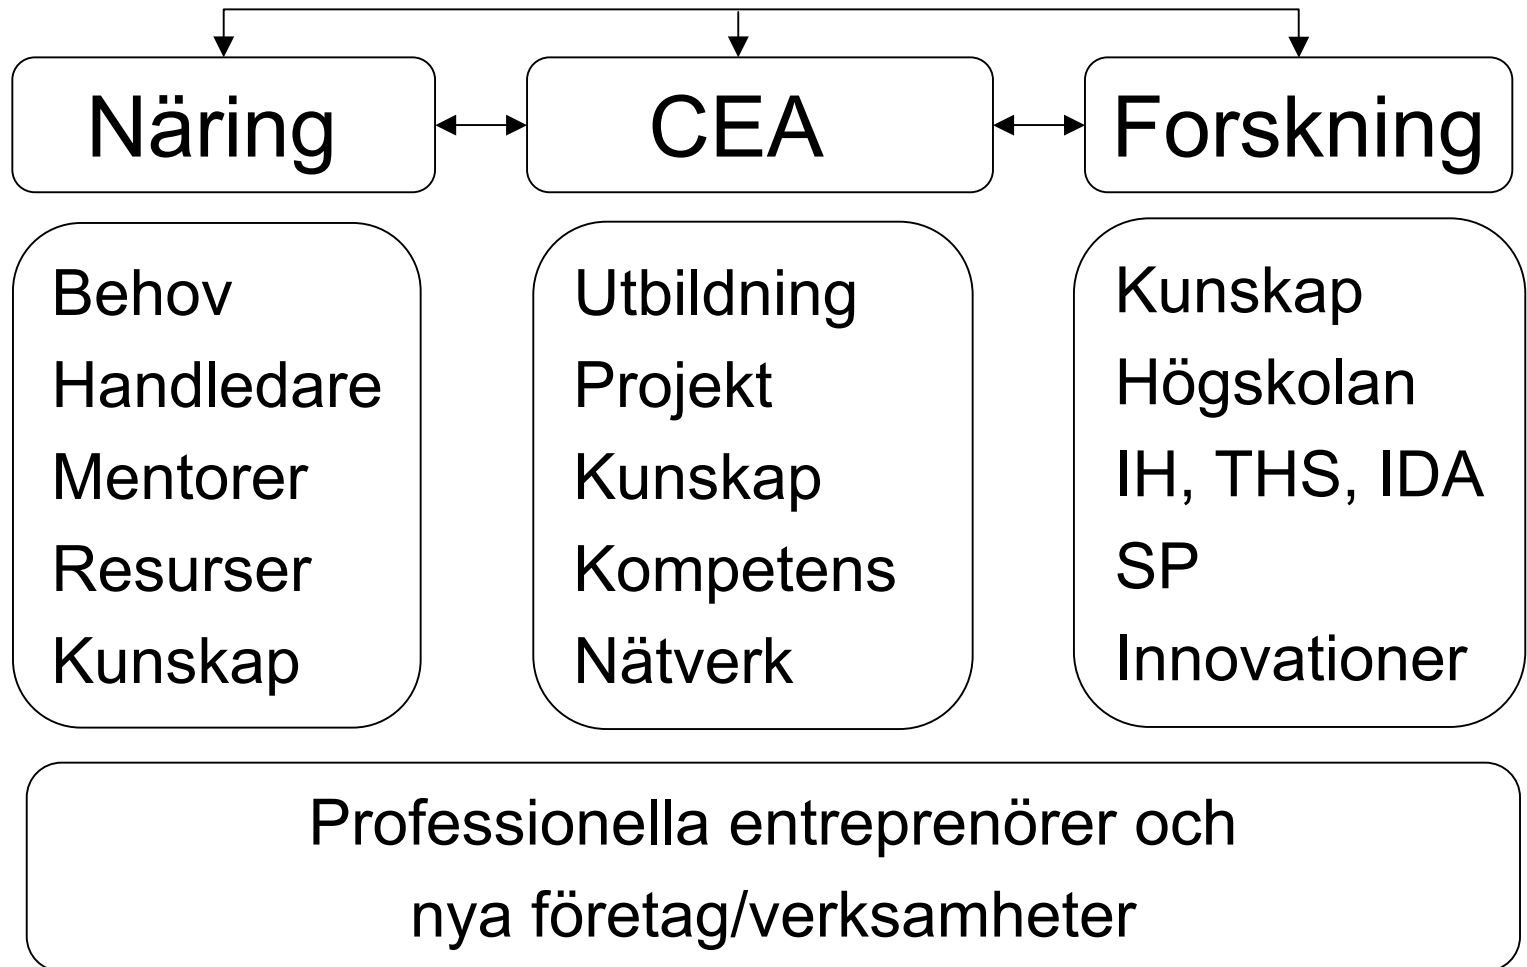 Näring
CEA
Forskning
Behov
Handledare
Mentorer
Resurser
Kunskap
Utbildning
Projekt
Kunskap
Kompetens
Nätverk
Kunskap
Högskolan
IH, THS, IDA
SP
Innovationer
Professionella entreprenörer och
nya företag/verksamheter